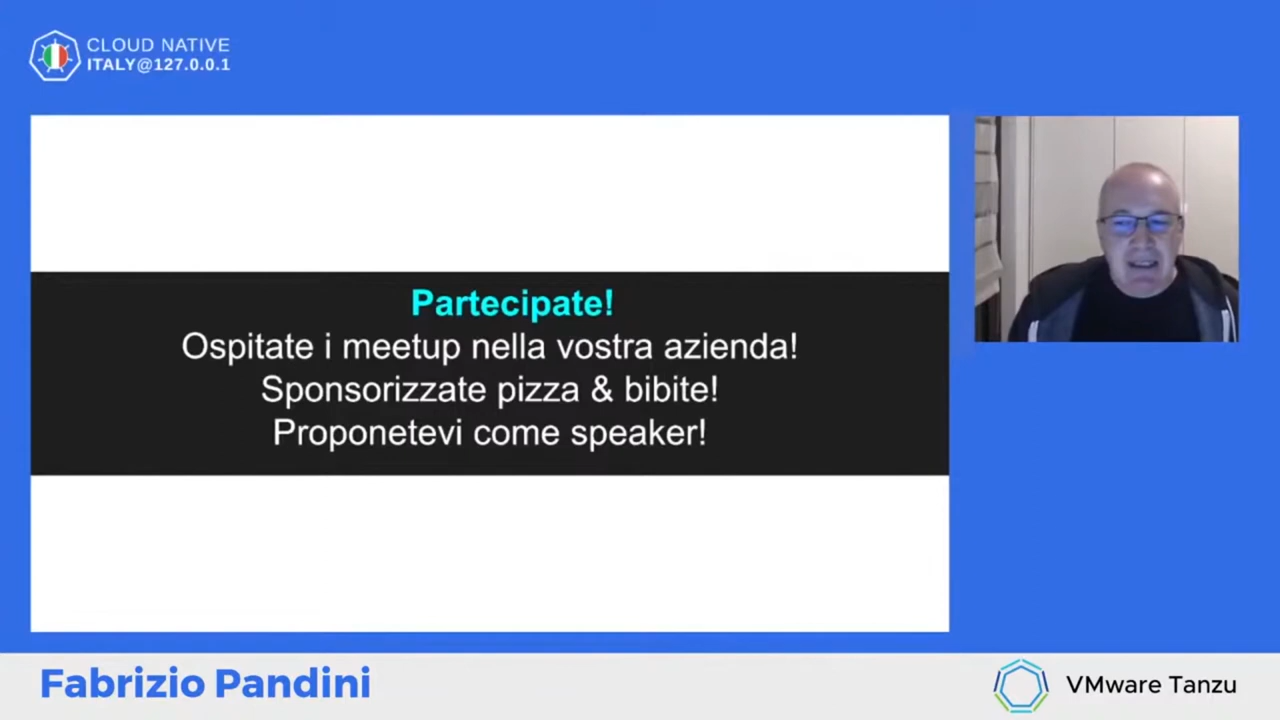 CLOUD NATIVE
ITALY@127.0.0.1
Partecipate!
Ospitate i meetup nella vostra azienda!
Sponsorizzate pizza & bibite!
Proponetevi come speaker!
Fabrizio Pandini
VMware Tanzu